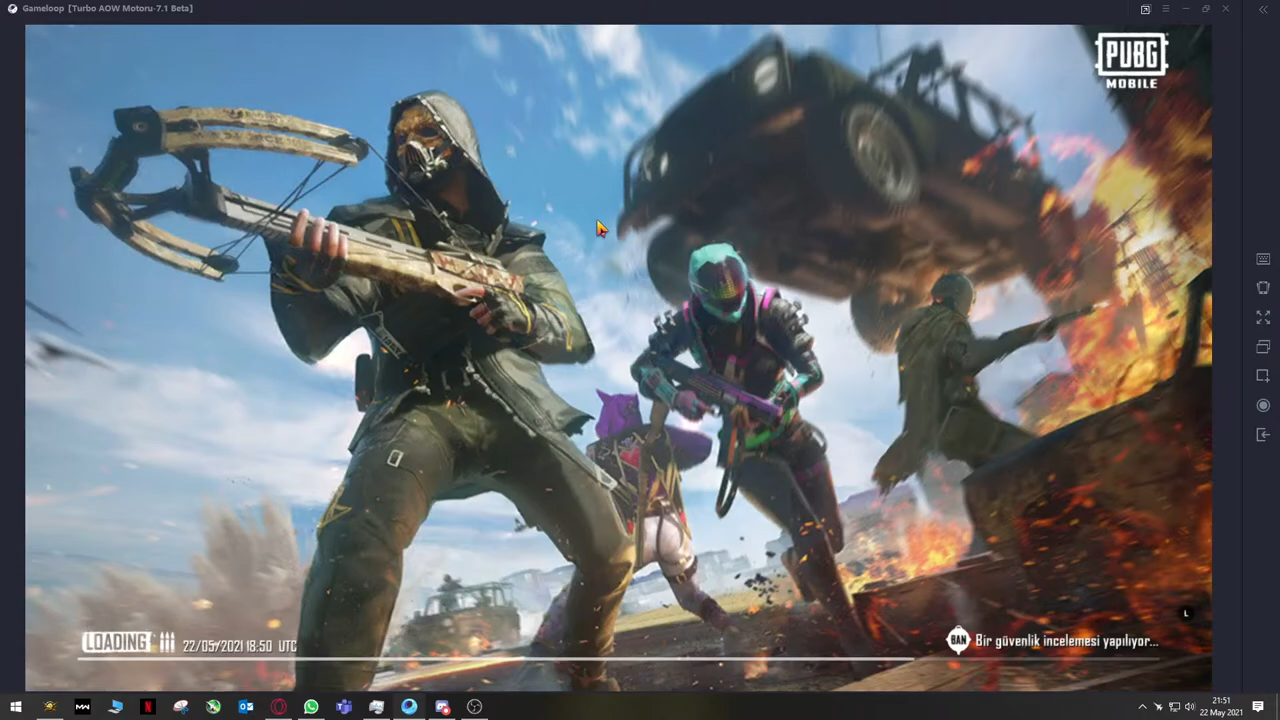 Gameloop [Turbo AOW Motoru-7.1 Beta]
PUBG
MOBILE
L
LOADING
22/05/2021 18:50 UTC
BAN
Bir güvenlik incelemesi yapılıyor...
21:51
22 May 2021